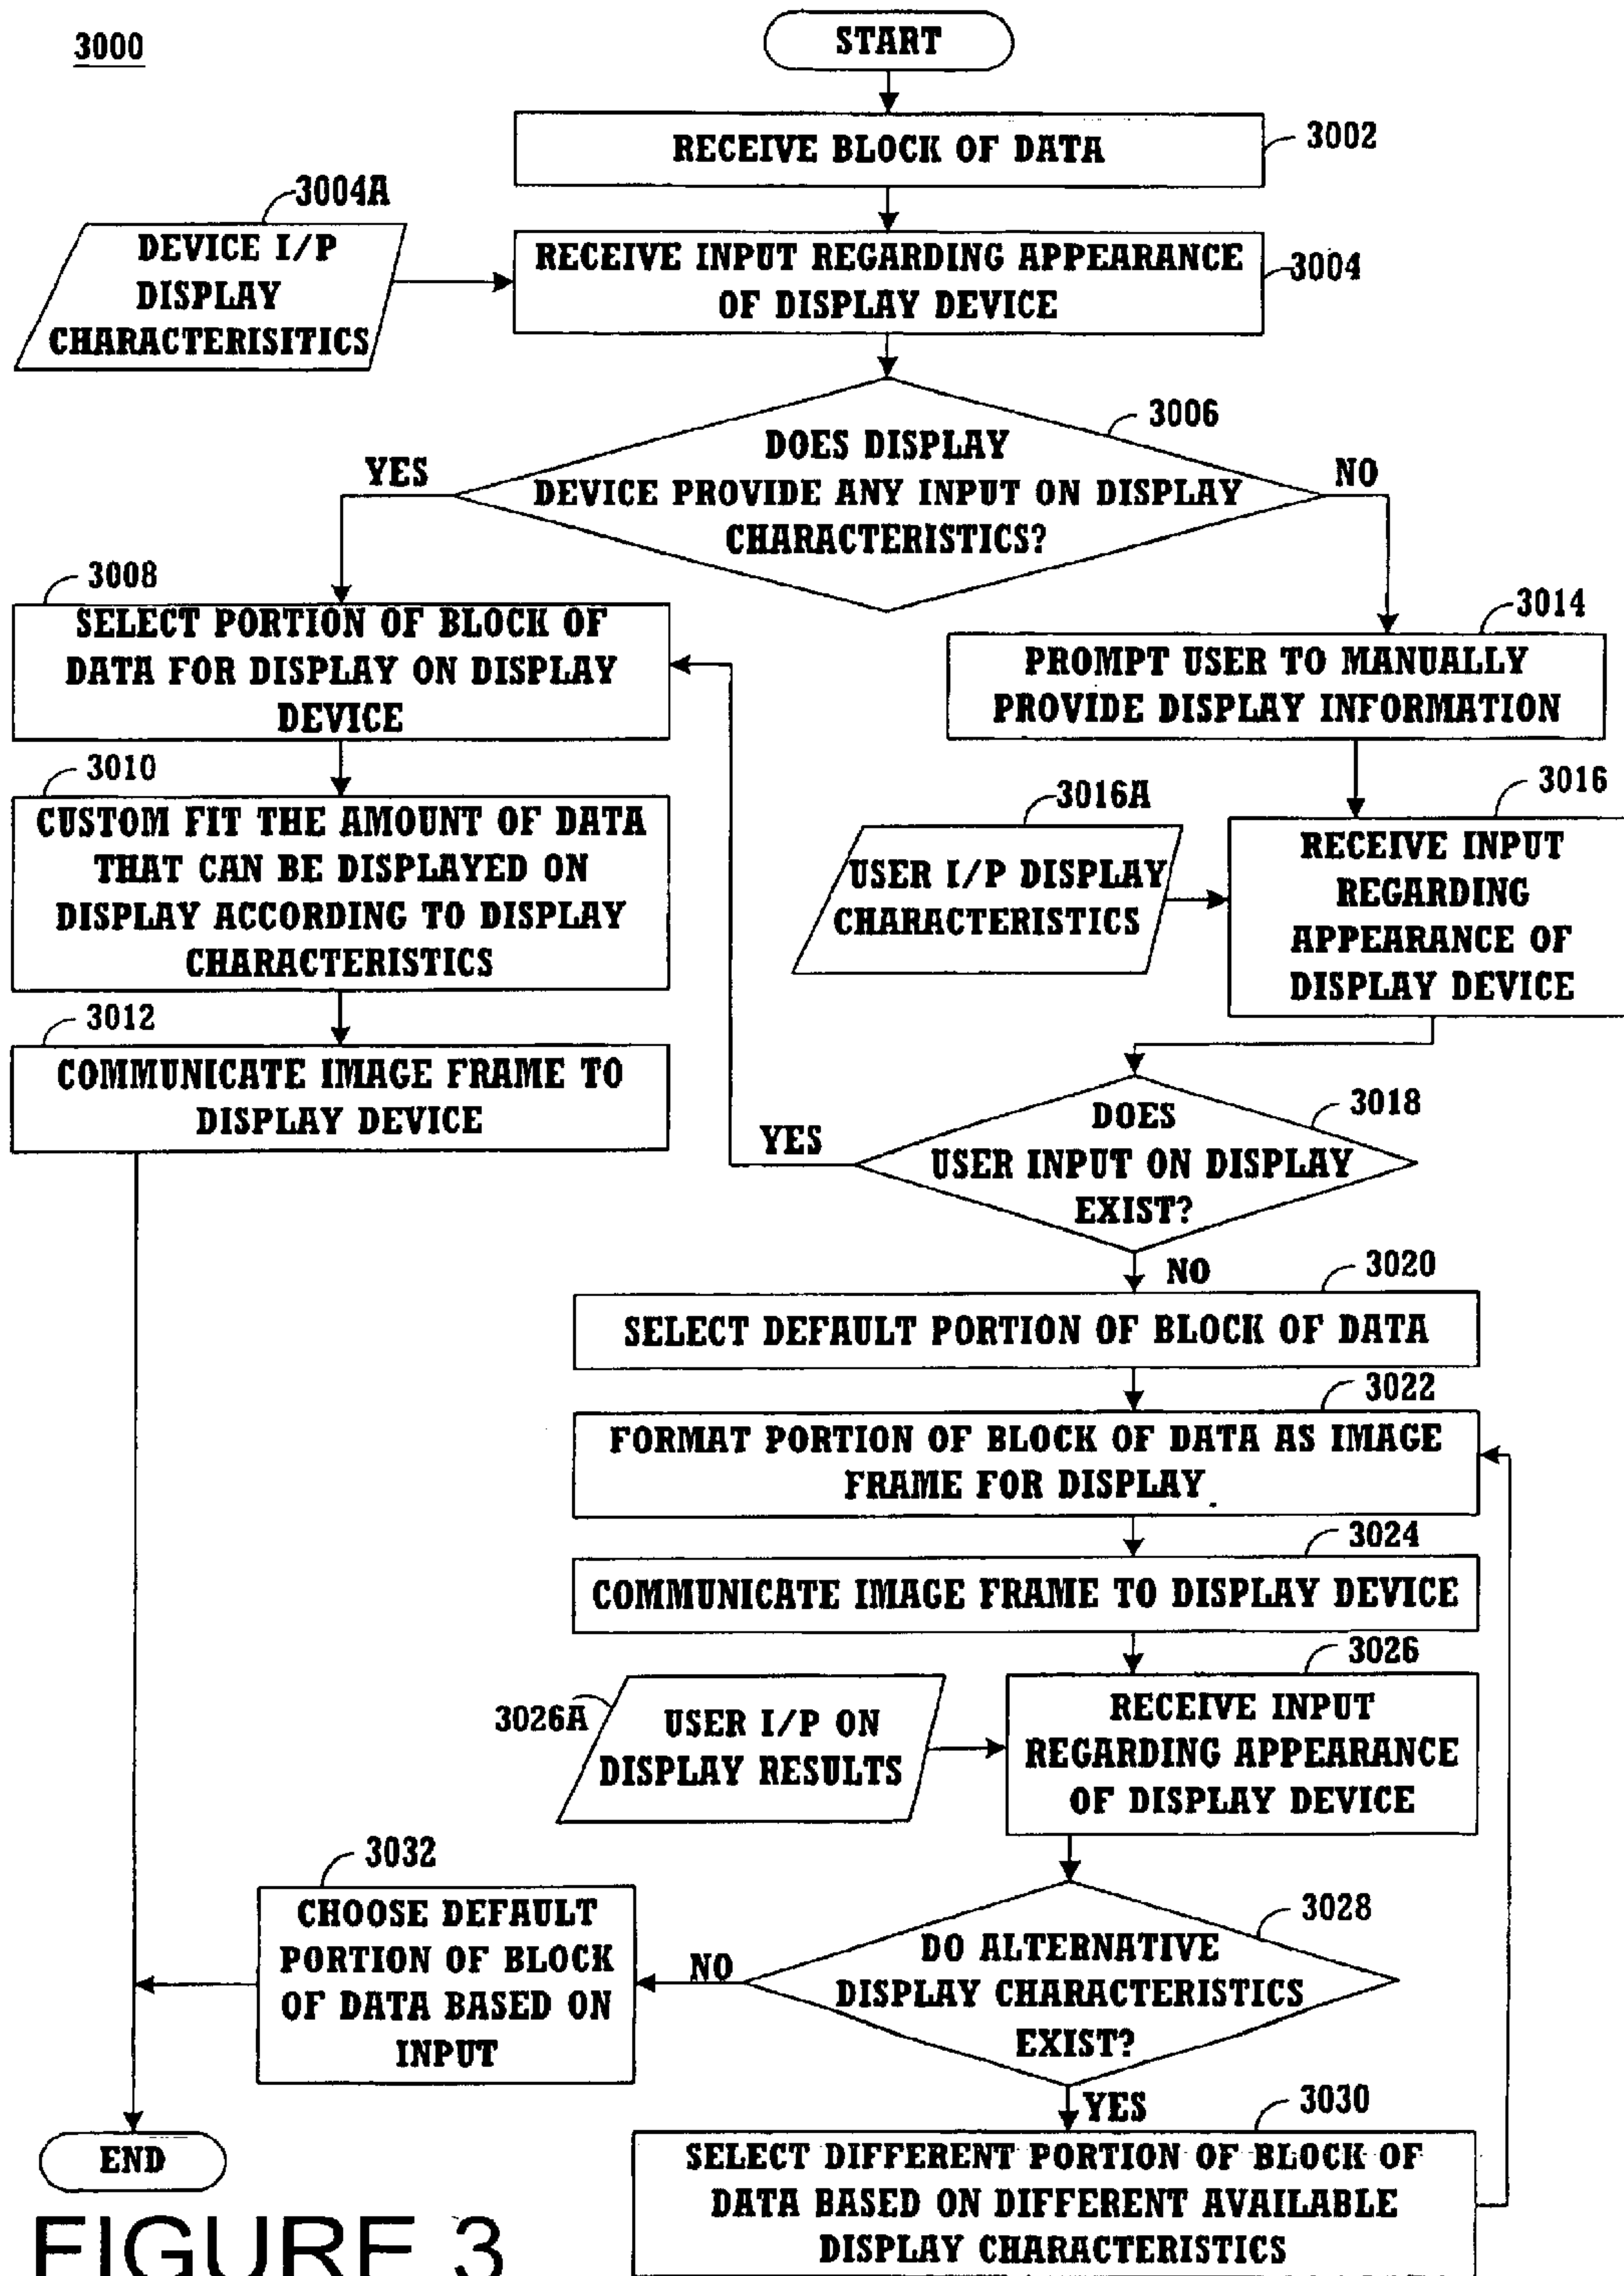 3000
START
RECEIVE BLOCK OF DATA
3002
3004A
DEVICE I/P
DISPLAY
CHARACTERISITICS
RECEIVE INPUT REGARDING APPEARANCE
OF DISPLAY DEVICE
3004
3006
DOES DISPLAY
DEVICE PROVIDE ANY INPUT ON DISPLAY
CHARACTERISTICS?
YES
NO
3008
SELECT PORTION OF BLOCK OF
DATA FOR DISPLAY ON DISPLAY
DEVICE
3014
PROMPT USER TO MANUALLY
PROVIDE DISPLAY INFORMATION
3010
CUSTOM FIT THE AMOUNT OF DATA
THAT CAN BE DISPLAYED ON
DISPLAY ACCORDING TO DISPLAY
CHARACTERISTICS
3016A
USER I/P DISPLAY
CHARACTERISTICS
3016
RECEIVE INPUT
REGARDING
APPEARANCE OF
DISPLAY DEVICE
3012
COMMUNICATE IMAGE FRAME TO
DISPLAY DEVICE
3018
DOES
USER INPUT ON DISPLAY
EXIST?
YES
NO
3020
SELECT DEFAULT PORTION OF BLOCK OF DATA
3022
FORMAT PORTION OF BLOCK OF DATA AS IMAGE
FRAME FOR DISPLAY
3024
COMMUNICATE IMAGE FRAME TO DISPLAY DEVICE
3026
3026A
USER I/P ON
DISPLAY RESULTS
RECEIVE INPUT
REGARDING APPEARANCE
OF DISPLAY DEVICE
3032
CHOOSE DEFAULT
PORTION OF BLOCK
OF DATA BASED ON
INPUT
NO
3028
DO ALTERNATIVE
DISPLAY CHARACTERISTICS
EXIST?
YES
3030
SELECT DIFFERENT PORTION OF BLOCK OF
DATA BASED ON DIFFERENT AVAILABLE
DISPLAY CHARACTERISTICS
END
FIGURE 3